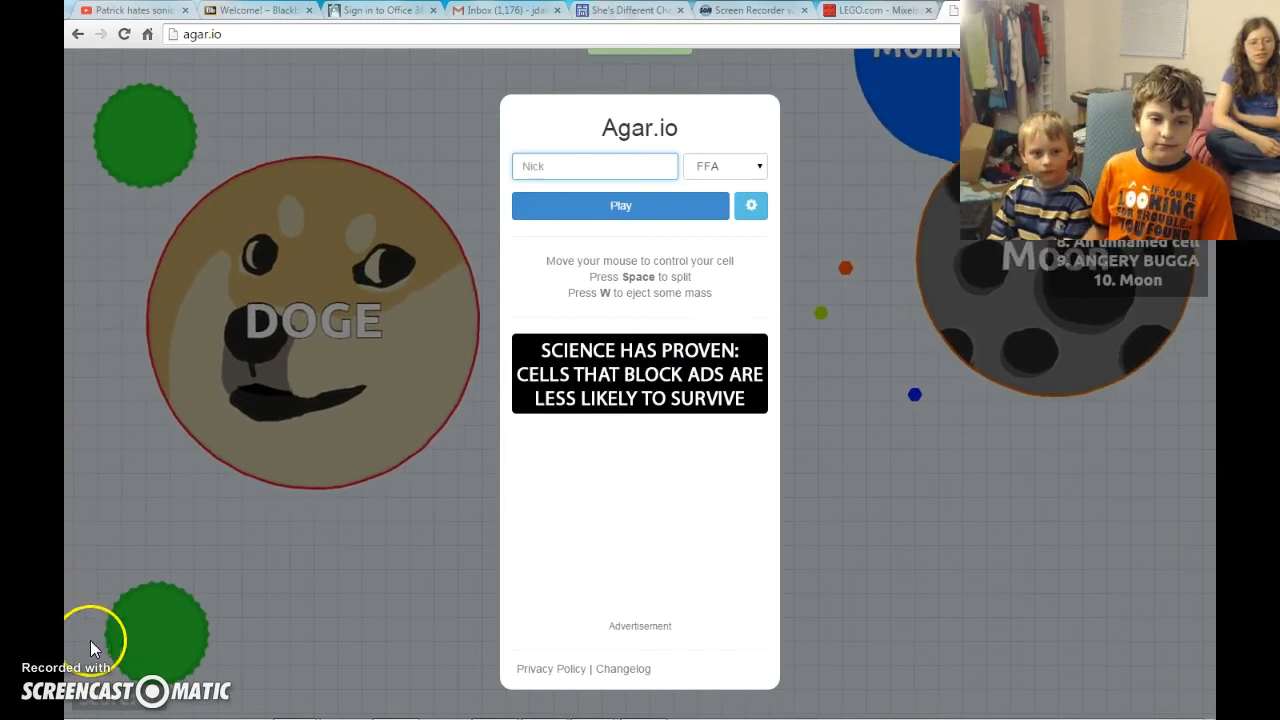 Patrick hates sonic
Welcome! – Blackb
Sign in to Office 36
Inbox (1,176) - jda
She's Different Ch
Screen Recorder
LEGO.com - Mixels
agar.io
Agar.io
Nick
FFA
Play
Move your mouse to control your cell
Press Space to split
Press W to eject some mass
SCIENCE HAS PROVEN:
CELLS THAT BLOCK ADS ARE
LESS LIKELY TO SURVIVE
Advertisement
Privacy Policy | Changelog
DOGE
Moon
8. An unnamed cell
9. ANGERY BUGGA
10. Moon
IF YOU'RE
LOOKING
FOR TROUBLE...
YOU FOUND
Recorded with
SCREENCAST MATIC